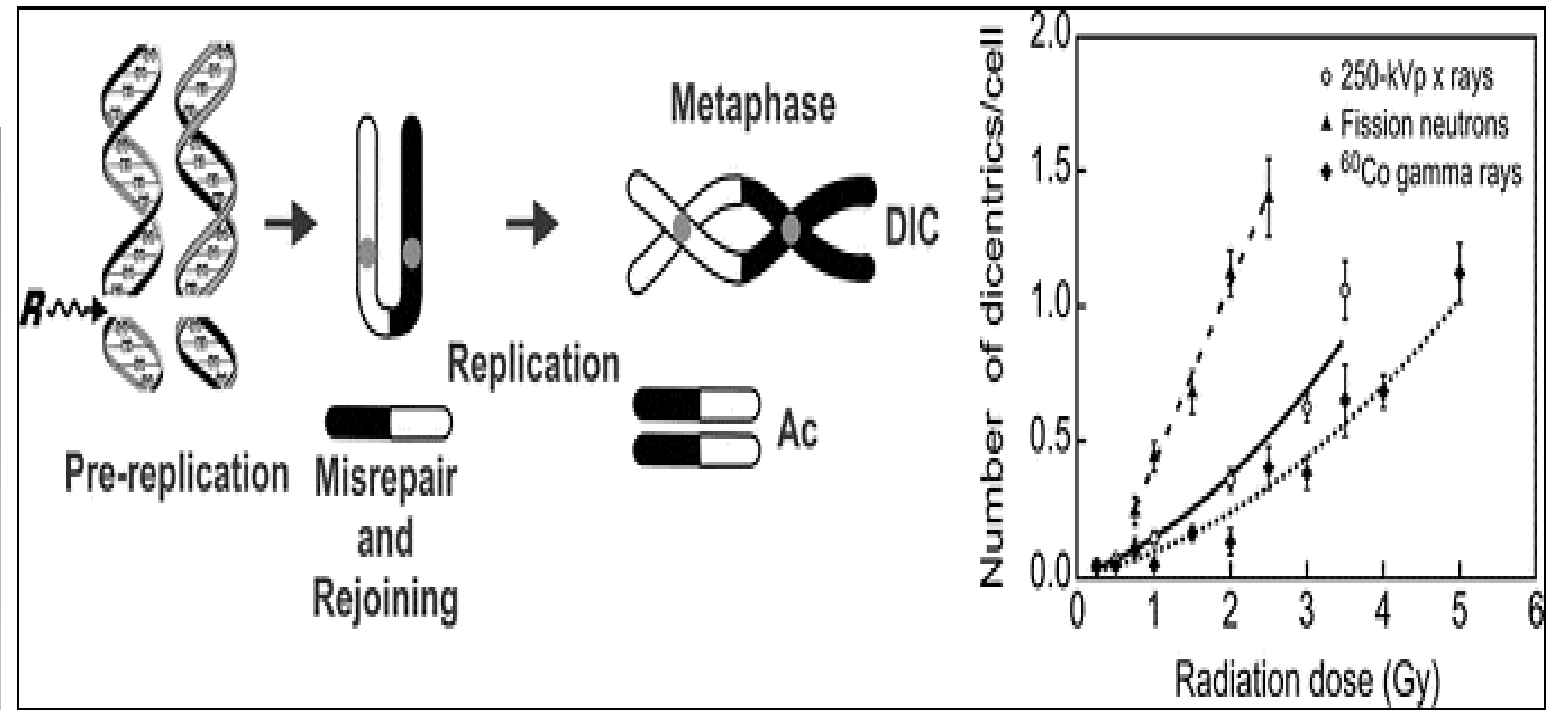 R
Pre-replication
Misrepair
and
Rejoining
Replication
Metaphase
DIC
Ac
Number of dicentrics/cell
2.0
1.5
1.0
0.5
0.0
250-kVp x rays
Fission neutrons
60Co gamma rays
0 1 2 3 4 5 6
Radiation dose (Gy)